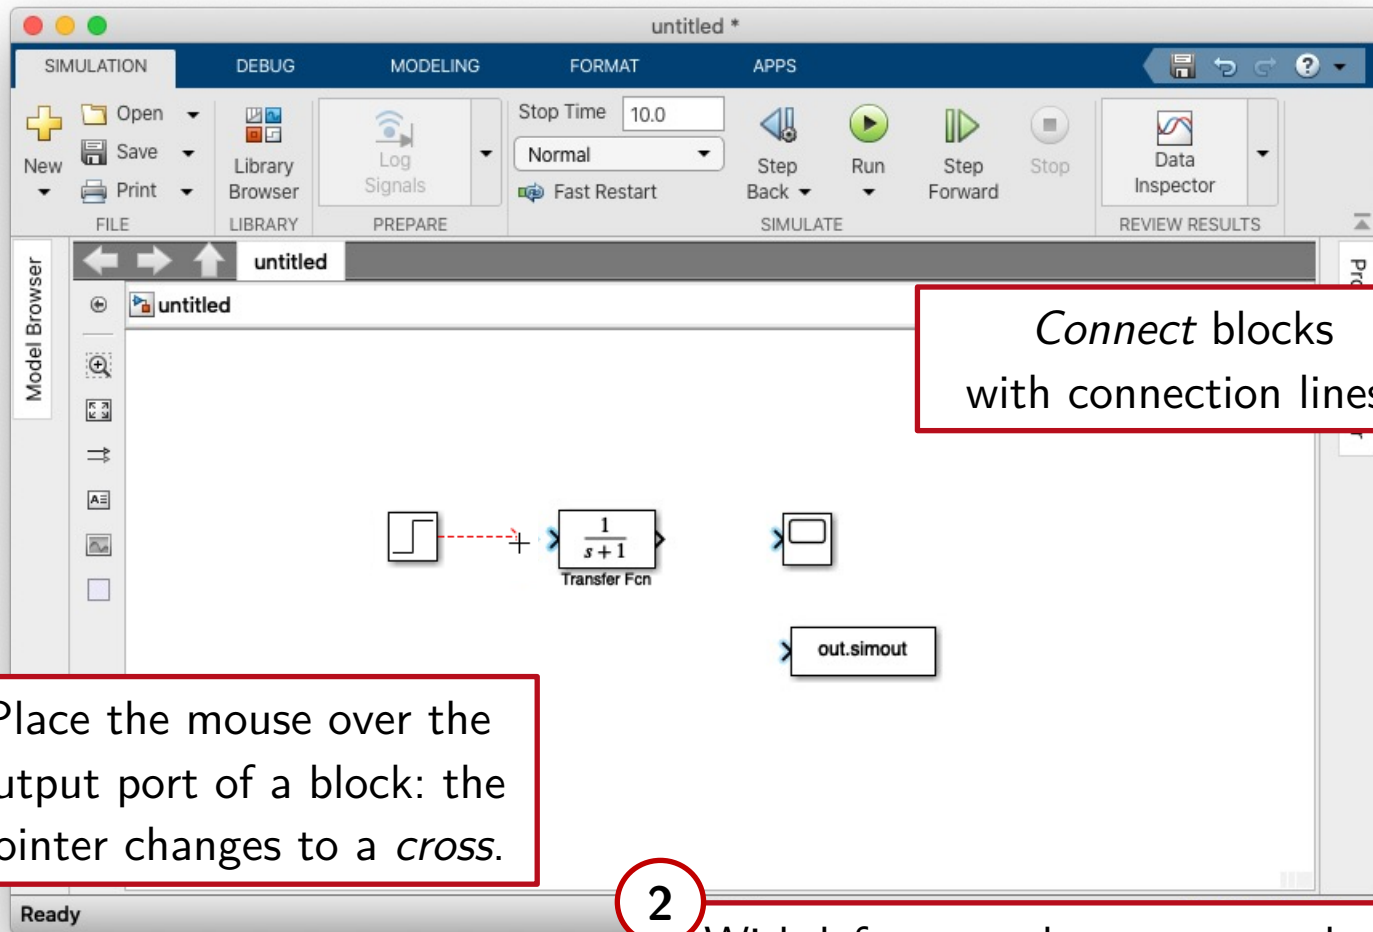 untitled *
SIMULATION DEBUG MODELING FORMAT APPS
New
Open
Save
Print
FILE
Library
Browser
LIBRARY
Log
Signals
PREPARE
Stop Time 10.0
Normal
Fast Restart
Step
Back
Run
Step
Forward
Stop
SIMULATE
Data
Inspector
REVIEW RESULTS
Model Browser
untitled
untitled
Connect blocks
with connection lines
1
s + 1
Transfer Fcn
out.simout
Place the mouse over the
utput port of a block: the
ointer changes to a cross.
Ready
2